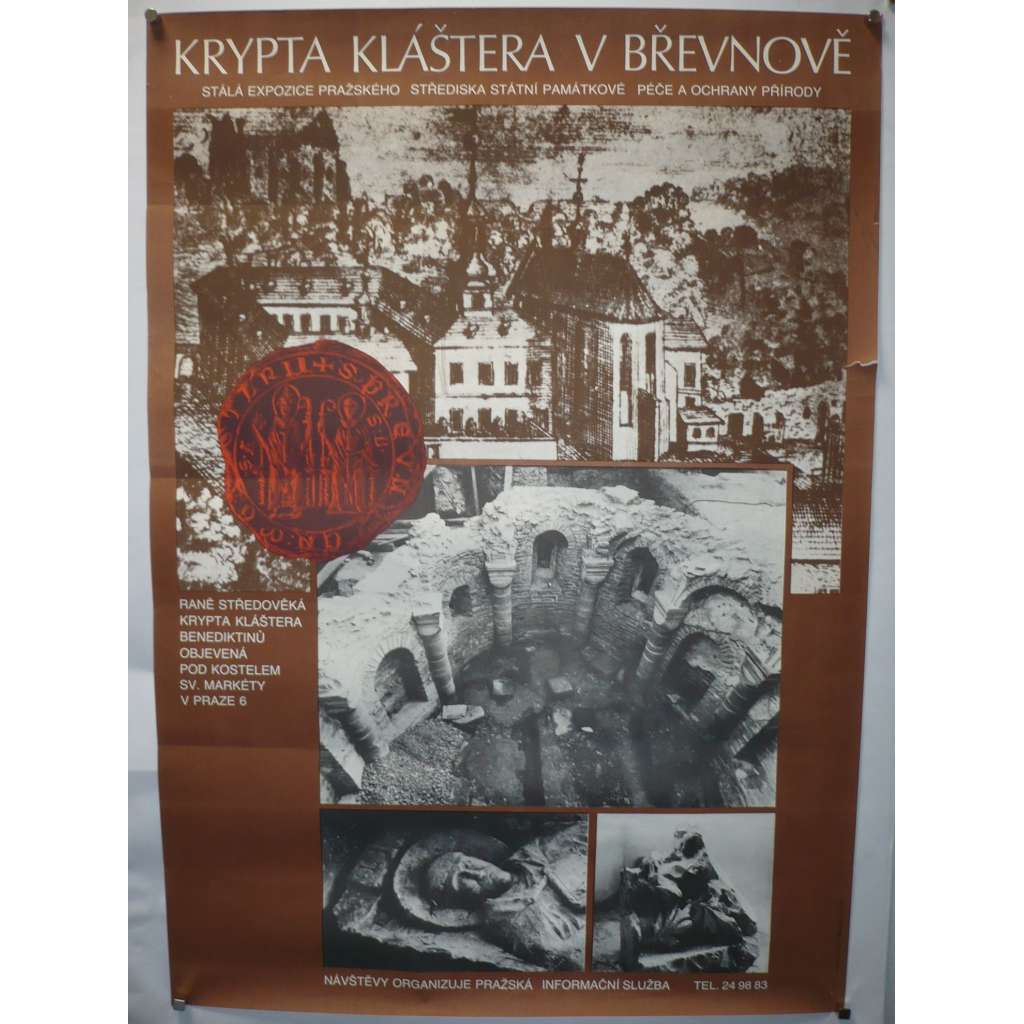 KRYPTA KLÁŠTERA V BŘEVNOVĚ
STÁLÁ EXPOZICE PRAŽSKÉHO STŘEDISKA STÁTNÍ PAMÁTKOVÉ PÉČE A OCHRANY PŘÍRODY
RANĚ STŘEDOVĚKÁ
KRYPTA KLÁŠTERA
BENEDIKTINŮ
OBJEVENÁ
POD KOSTELEM
SV. MARKÉTY
V PRAZE 6
NÁVŠTĚVY ORGANIZUJE PRAŽSKÁ INFORMAČNÍ SLUŽBA TEL. 24 98 83